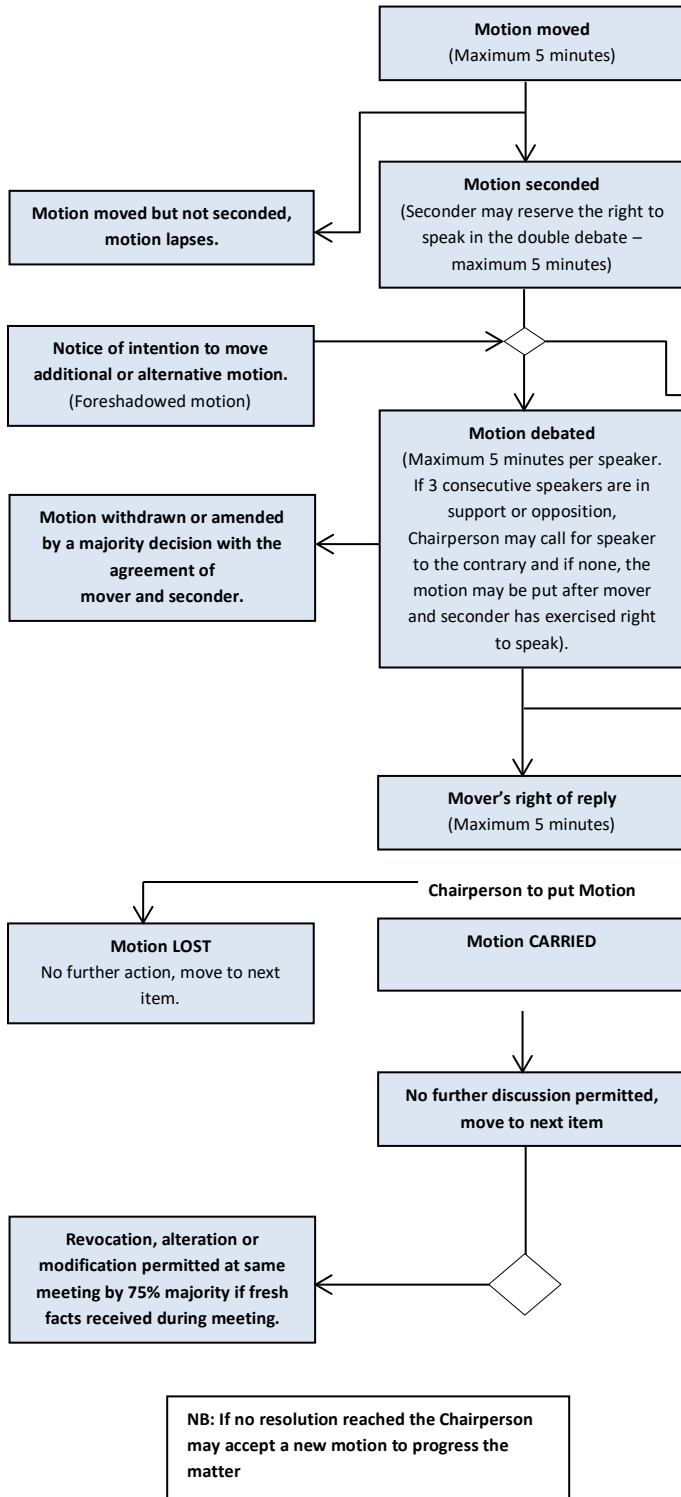 Motion moved
(Maximum 5 minutes)
Motion seconded
(Seconder may reserve the right to
speak in the double debate –
maximum 5 minutes)
Motion moved but not seconded,
motion lapses.
Notice of intention to move
additional or alternative motion.
(Foreshadowed motion)
Motion debated
(Maximum 5 minutes per speaker.
If 3 consecutive speakers are in
support or opposition,
Chairperson may call for speaker
to the contrary and if none, the
motion may be put after mover
and seconder has exercised right
to speak).
Motion withdrawn or amended
by a majority decision with the
agreement of
mover and seconder.
Mover’s right of reply
(Maximum 5 minutes)
Chairperson to put Motion
Motion LOST
No further action, move to next
item.
Motion CARRIED
No further discussion permitted,
move to next item
Revocation, alteration or
modification permitted at same
meeting by 75% majority if fresh
facts received during meeting.
NB: If no resolution reached the Chairperson
may accept a new motion to progress the
matter